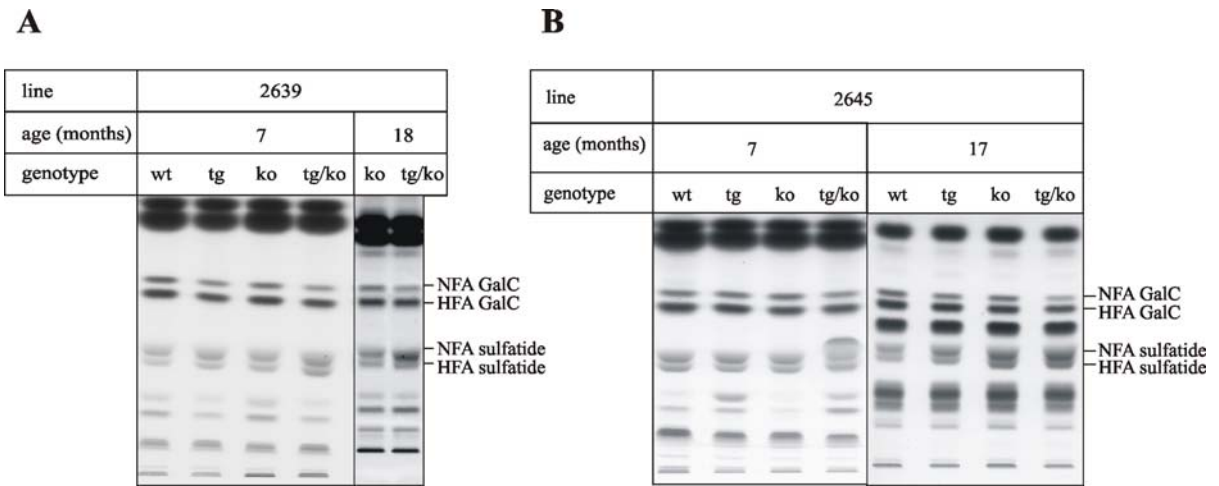 A
line 2639
age (months) 7 18
genotype wt tg ko tg/ko ko tg/ko
NFA GalC
HFA GalC
NFA sulfatide
HFA sulfatide
B
line 2645
age (months) 7 17
genotype wt tg ko tg/ko wt tg ko tg/ko
NFA GalC
HFA GalC
NFA sulfatide
HFA sulfatide